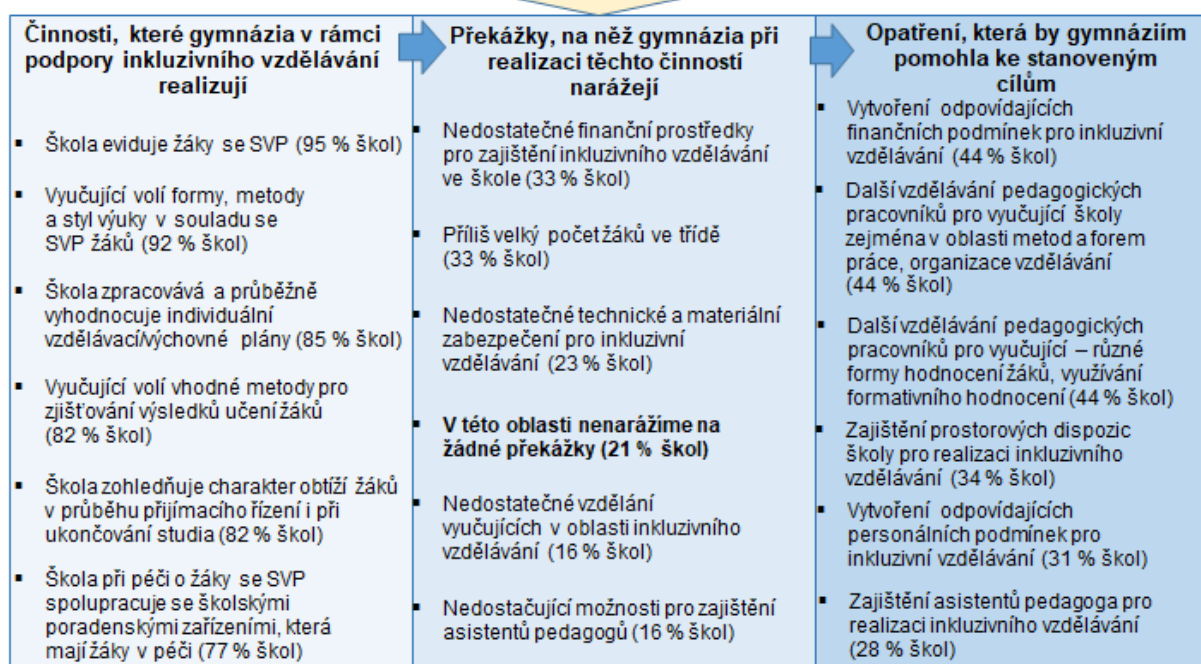 Činnosti, které gymnázia v rámci
podpory inkluzivního vzdělávání
realizují
▪ Škola eviduje žáky se SVP (95 % škol)
▪ Vyučující volí formy, metody
a styl výuky v souladu se
SVP žáků (92 % škol)
▪ Škola zpracovává a průběžně
vyhodnocuje individuální
vzdělávací/výchovné plány (85 % škol)
▪ Vyučující volí vhodné metody pro
zjišťování výsledků učení žáků
(82 % škol)
▪ Škola zohledňuje charakter obtíží žáků
v průběhu přijímacího řízení i při
ukončování studia (82 % škol)
▪ Škola při péči o žáky se SVP
spolupracuje se školskými
poradenskými zařízeními, která
mají žáky v péči (77 % škol)
Překážky, na něž gymnázia při
realizaci těchto činností
narážejí
▪ Nedostatečné finanční prostředky
pro zajištění inkluzivního vzdělávání
ve škole (33 % škol)
▪ Příliš velký počet žáků ve třídě
(33 % škol)
▪ Nedostatečné technické a materiální
zabezpečení pro inkluzivní
vzdělávání (23 % škol)
▪ V této oblasti nenarážíme na
žádné překážky (21 % škol)
▪ Nedostatečné vzdělání
vyučujících v oblasti inkluzivního
vzdělávání (16 % škol)
▪ Nedostačující možnosti pro zajištění
asistentů pedagogů (16 % škol)
Opatření, která by gymnáziím
pomohla ke stanoveným
cílům
▪ Vytvoření odpovídajících
finančních podmínek pro inkluzivní
vzdělávání (44 % škol)
▪ Další vzdělávání pedagogických
pracovníků pro vyučující školy
zejména v oblasti metod a forem
práce, organizace vzdělávání
(44 % škol)
▪ Další vzdělávání pedagogických
pracovníků pro vyučující – různé
formy hodnocení žáků, využívání
formativního hodnocení (44 % škol)
▪ Zajištění prostorových dispozic
školy pro realizaci inkluzivního
vzdělávání (34 % škol)
▪ Vytvoření odpovídajících
personálních podmínek pro
inkluzivní vzdělávání (31 % škol)
▪ Zajištění asistentů pedagoga pro
realizaci inkluzivního vzdělávání
(28 % škol)